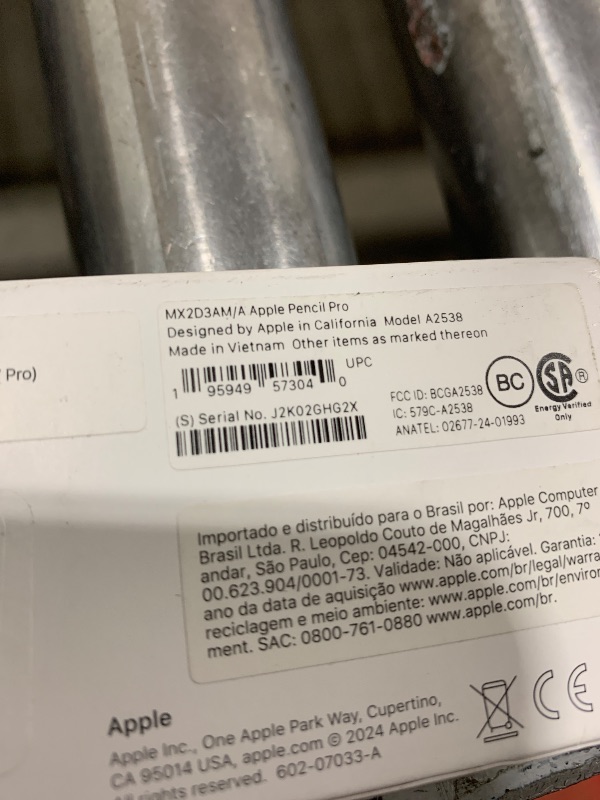 Pro)
MX2D3AM/A Apple Pencil Pro
Designed by Apple in California Model A2538
Made in Vietnam Other items as marked thereon
UPC
1 95949 57304 0
(S) Serial No. J2K02GHG2X
FCC ID: BCGA2538
IC: 579C-A2538
ANATEL: 02677-24-01993
BC
SA ®
Energy Verified
Only
Importado e distribuído para o Brasil por: Apple Computer
Brasil Ltda. R. Leopoldo Couto de Magalhães Jr, 700, 7º
andar, São Paulo, Cep: 04542-000, CNPJ:
00.623.904/0001-73. Validade: Não aplicável. Garantia:
ano da data de aquisição www.apple.com/br/legal/warra
reciclagem e meio ambiente: www.apple.com/br/enviro
ment. SAC: 0800-761-0880 www.apple.com/br.
Apple
Apple Inc., One Apple Park Way, Cupertino,
CA 95014 USA, apple.com © 2024 Apple Inc.
All rights reserved. 602-07033-A
CE